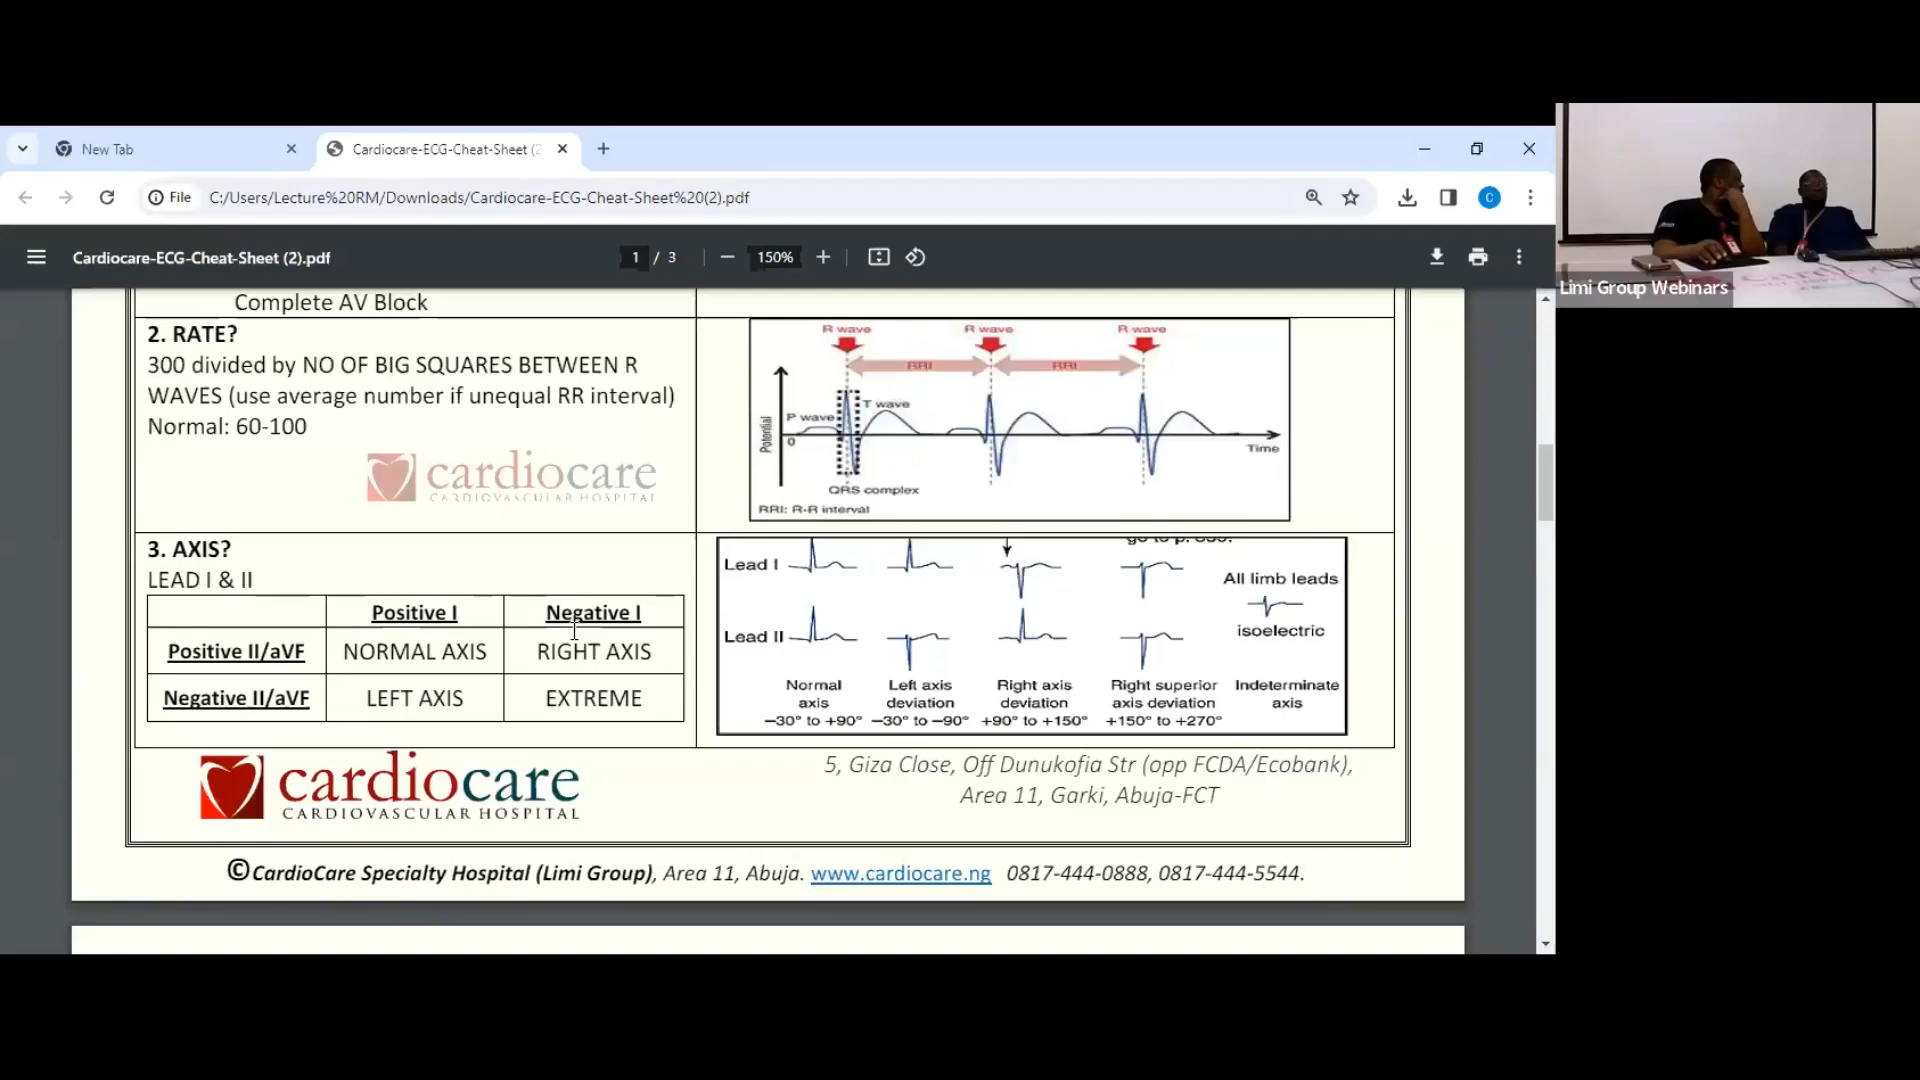 New Tab
Cardiocare-ECG-Cheat-Sheet (2
File
C:/Users/Lecture%20RM/Downloads/Cardiocare-ECG-Cheat-Sheet%20(2).pdf
C
Cardiocare-ECG-Cheat-Sheet (2).pdf
1 / 3
150%
Limi Group Webinars
Complete AV Block
2. RATE?
300 divided by NO OF BIG SQUARES BETWEEN R
WAVES (use average number if unequal RR interval)
Normal: 60-100
cardiocare
CARDIOVASCULAR HOSPITAL
R wave R wave R wave
RRI RRI
P wave T wave
Potential
0
Time
QRS complex
RRI: R-R interval
3. AXIS?
LEAD I & II
Positive I Negative I
Positive II/aVF NORMAL AXIS RIGHT AXIS
Negative II/aVF LEFT AXIS EXTREME
go to p.
Lead I
All limb leads
isoelectric
Lead II
Normal Left axis Right axis Right superior Indeterminate
axis deviation deviation axis deviation axis
−30° to +90° −30° to −90° +90° to +150° +150° to +270°
cardiocare
CARDIOVASCULAR HOSPITAL
5, Giza Close, Off Dunukofia Str (opp FCDA/Ecobank),
Area 11, Garki, Abuja-FCT
©CardioCare Specialty Hospital (Limi Group), Area 11, Abuja. www.cardiocare.ng 0817-444-0888, 0817-444-5544.